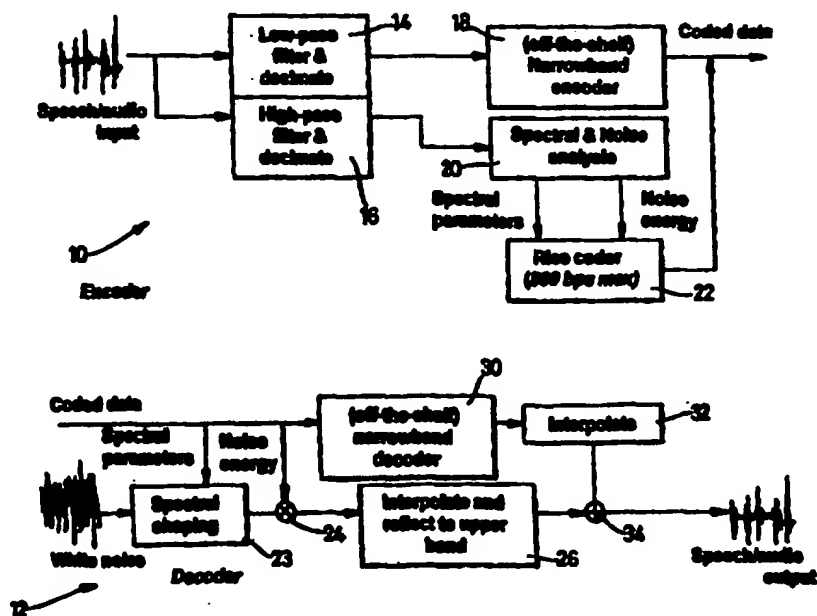 Low-pass
filter &
decimate
14
18
(off-the-shelf)
Narrowband
encoder
Coded data
Speech/audio
input
High-pass
filter &
decimate
16
Spectral & Noise
analysis
20
Spectral
parameters
Noise
energy
10
Encoder
Rice coder
(800 bps max)
22
30
Coded data
(off-the-shelf)
narrowband
decoder
Interpolate
32
Spectral
parameters
Noise
energy
Spectral
shaping
24
Interpolate and
reflect to upper
band
34
White noise
23
26
Speech/audio
output
Decoder
12